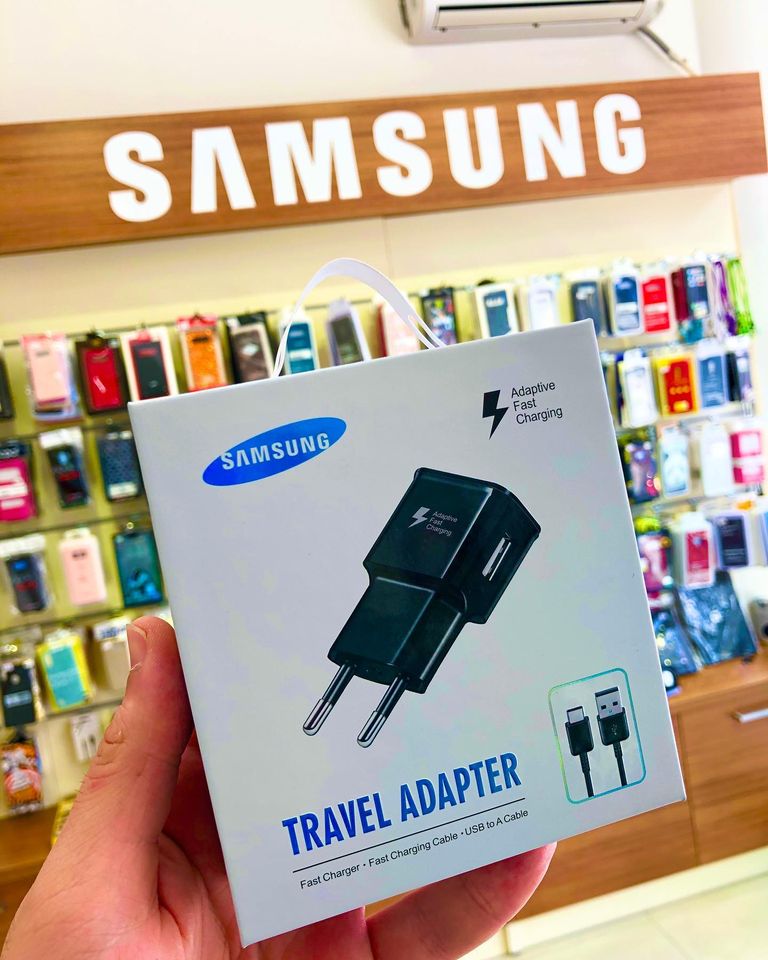 SAMSUNG
SAMSUNG
Adaptive
Fast
Charging
Adaptive
Fast
Charging
TRAVEL ADAPTER
Fast Charger • Fast Charging Cable • USB to A Cable